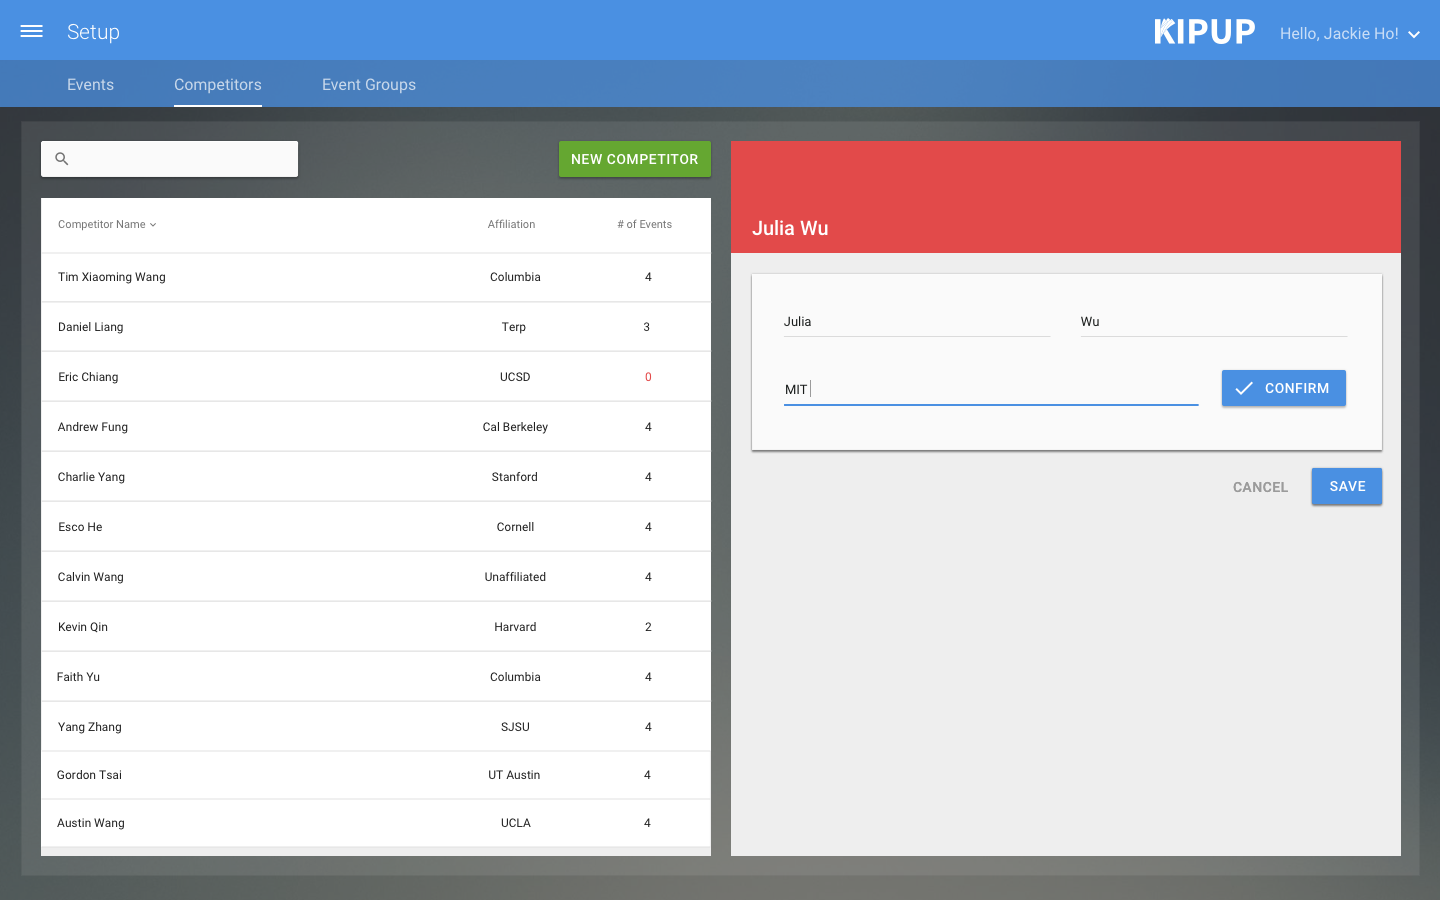 Setup
KIPUP
Hello, Jackie Ho!
Events Competitors Event Groups
NEW COMPETITOR
Competitor Name Affiliation # of Events
Tim Xiaoming Wang Columbia 4
Daniel Liang Terp 3
Eric Chiang UCSD 0
Andrew Fung Cal Berkeley 4
Charlie Yang Stanford 4
Esco He Cornell 4
Calvin Wang Unaffiliated 4
Kevin Qin Harvard 2
Faith Yu Columbia 4
Yang Zhang SJSU 4
Gordon Tsai UT Austin 4
Austin Wang UCLA 4
Julia Wu
Julia Wu
MIT
CONFIRM
CANCEL SAVE